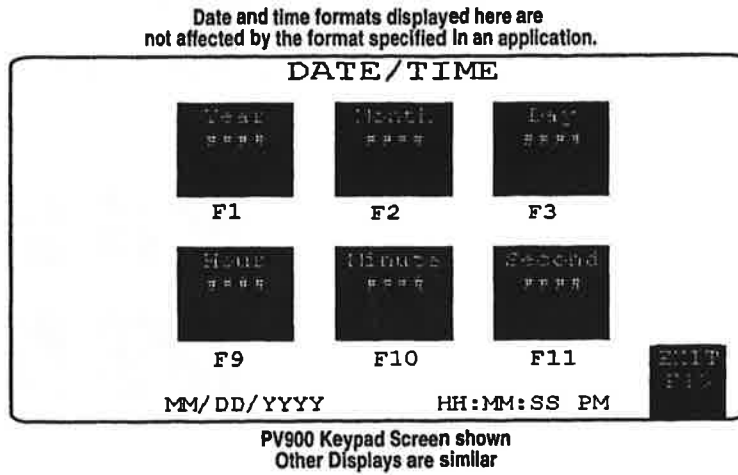 Date and time formats displayed here are
not affected by the format specified in an application.
DATE/TIME
Year Month Day
#### #### ####
F1 F2 F3
Hour Minute Second
#### #### ####
F9 F10 F11
EXIT
MM/DD/YYYY HH:MM:SS PM
PV900 Keypad Screen shown
Other Displays are similar